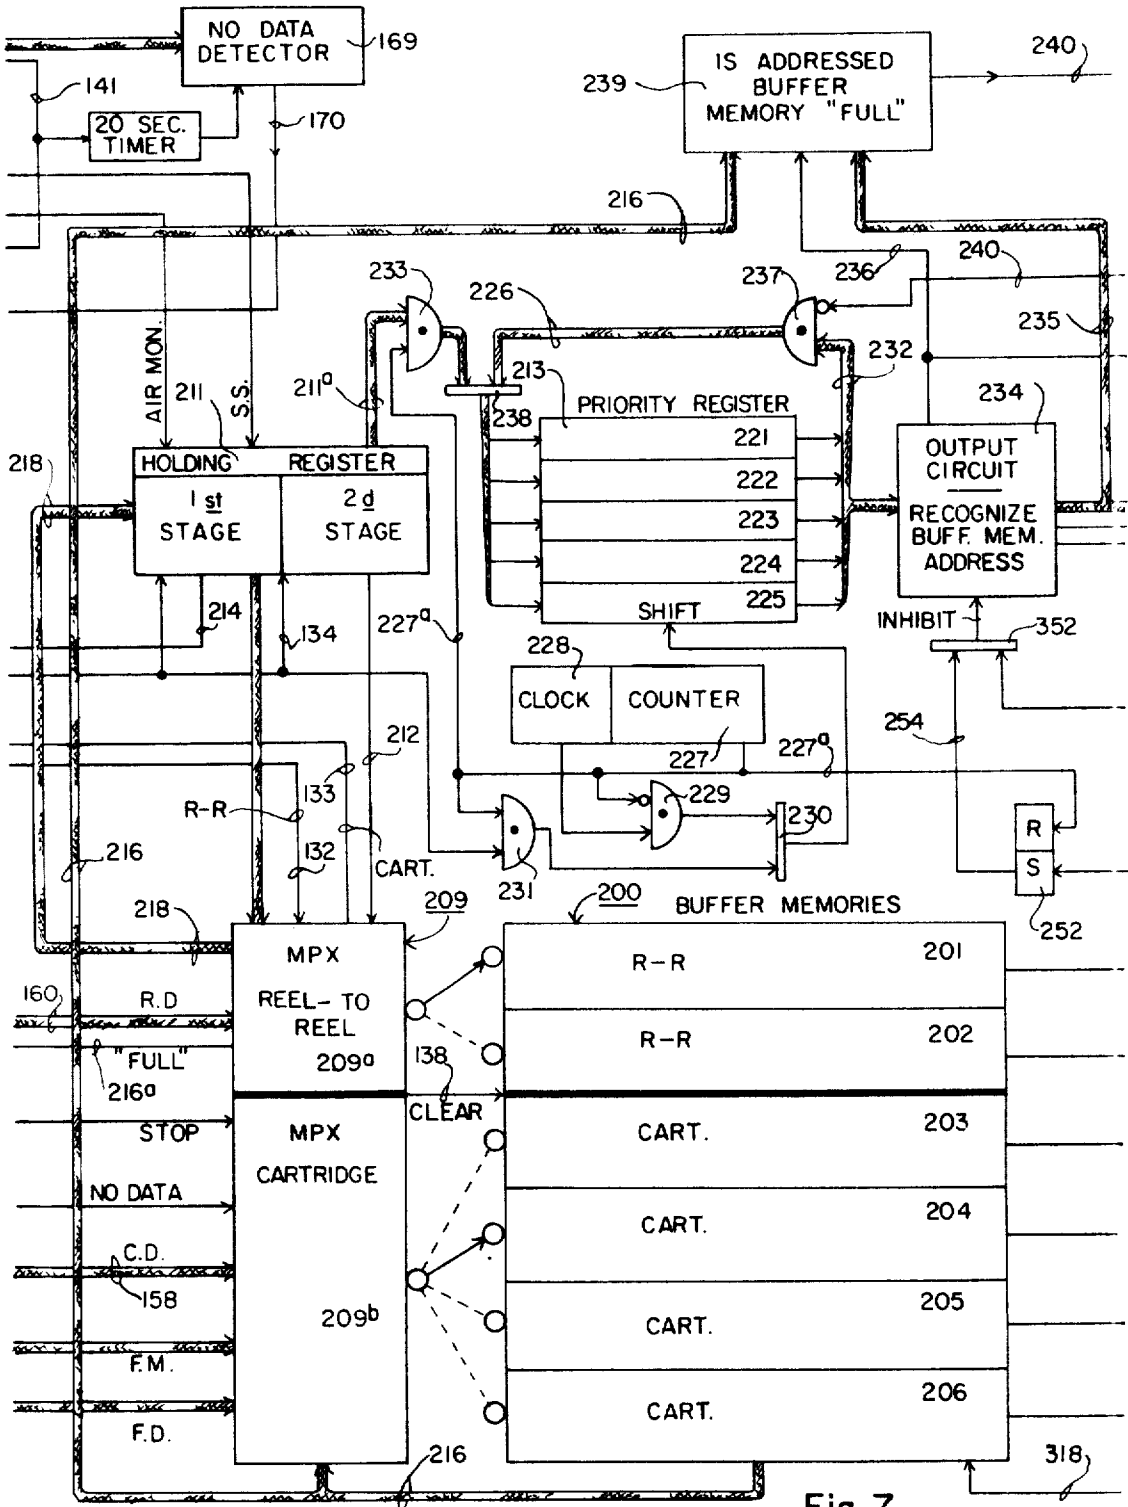 NO DATA
DETECTOR
169
141
20 SEC.
TIMER
170
IS ADDRESSED
BUFFER
MEMORY "FULL"
239
240
216
233
226
237
236
240
235
232
AIR MON.
S.S.
211
211a
213
238
PRIORITY REGISTER
234
218
HOLDING REGISTER
1st
STAGE
2d
STAGE
221
222
223
224
225
SHIFT
OUTPUT
CIRCUIT
RECOGNIZE
BUFF. MEM.
ADDRESS
214
134
227a
INHIBIT
352
228
CLOCK
COUNTER
227
227a
254
212
133
R-R
132
CART.
229
230
231
R
S
252
216
218
209
200
BUFFER MEMORIES
MPX
REEL-TO
REEL
209a
R-R
201
R-R
202
160
R.D
"FULL"
216a
138
CLEAR
STOP
MPX
CARTRIDGE
CART.
203
NO DATA
CART.
204
C.D.
158
209b
CART.
205
F.M.
CART.
206
F.D.
216
318
Fig. 7